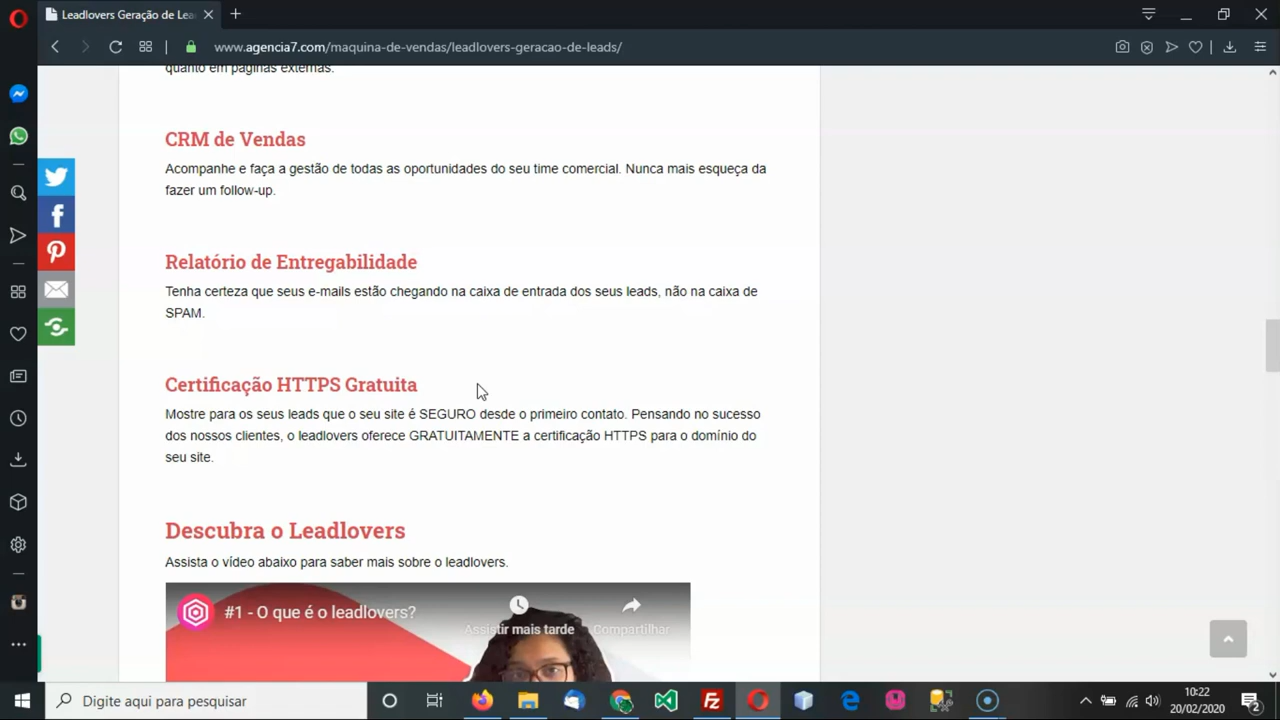 Leadlovers Geração de Lea
www.agencia7.com/maquina-de-vendas/leadlovers-geracao-de-leads/
quanto em páginas externas.
CRM de Vendas
Acompanhe e faça a gestão de todas as oportunidades do seu time comercial. Nunca mais esqueça da
fazer um follow-up.
Relatório de Entregabilidade
Tenha certeza que seus e-mails estão chegando na caixa de entrada dos seus leads, não na caixa de
SPAM.
Certificação HTTPS Gratuita
Mostre para os seus leads que o seu site é SEGURO desde o primeiro contato. Pensando no sucesso
dos nossos clientes, o leadlovers oferece GRATUITAMENTE a certificação HTTPS para o domínio do
seu site.
Descubra o Leadlovers
Assista o vídeo abaixo para saber mais sobre o leadlovers.
#1 - O que é o leadlovers?
Assistir mais tarde
Compartilhar
Digite aqui para pesquisar
10:22
20/02/2020
2